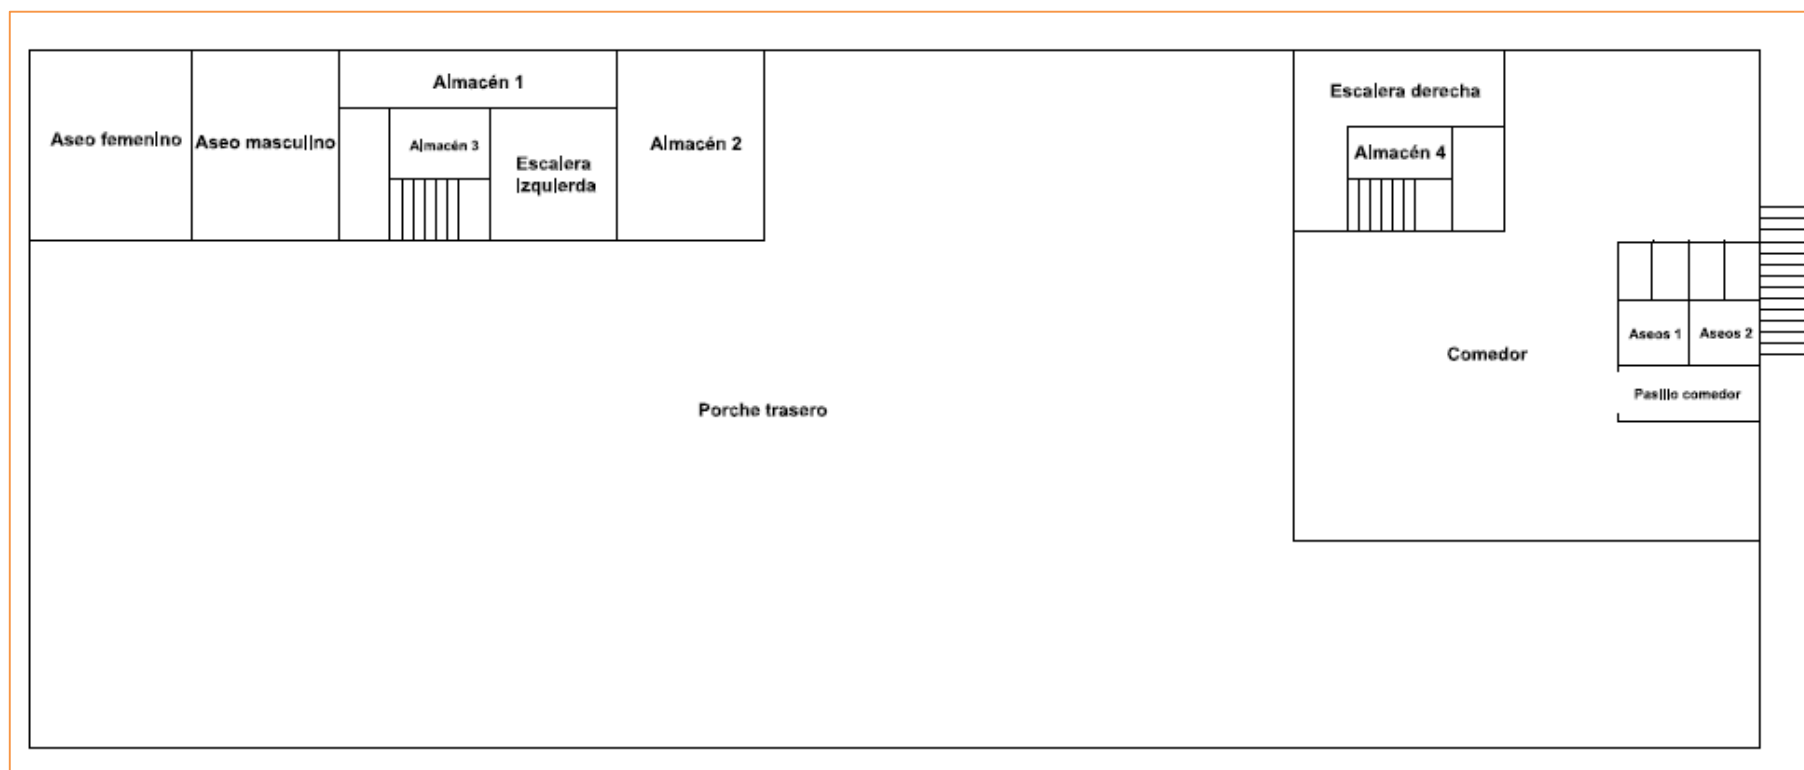 Almacén 1
Escalera derecha
Aseo femenino
Aseo masculino
Almacén 3
Almacén 2
Almacén 4
Escalera
Izquierda
Aseos 1
Aseos 2
Comedor
Pasillo comedor
Porche trasero